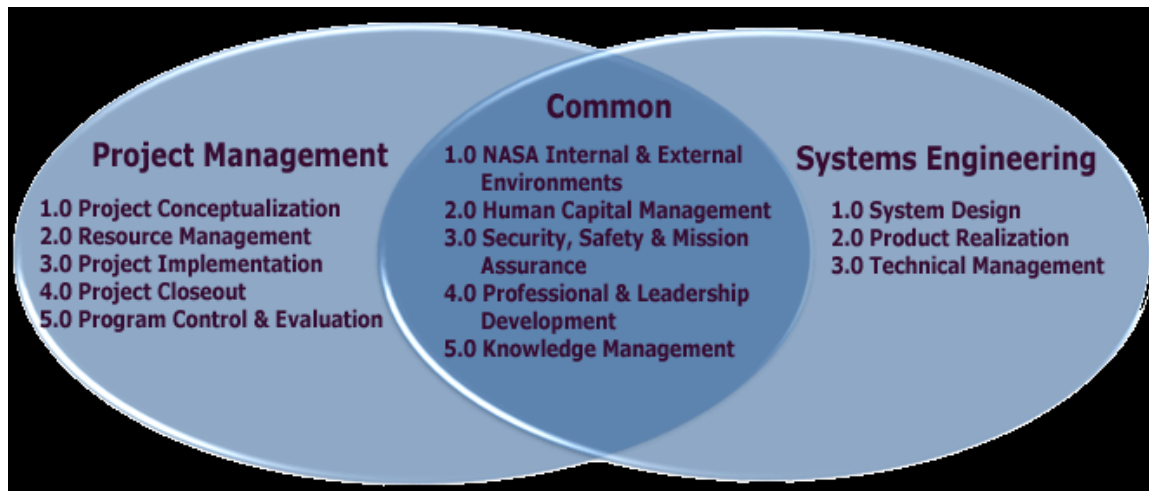 Project Management
1.0 Project Conceptualization
2.0 Resource Management
3.0 Project Implementation
4.0 Project Closeout
5.0 Program Control & Evaluation
Common
1.0 NASA Internal & External
Environments
2.0 Human Capital Management
3.0 Security, Safety & Mission
Assurance
4.0 Professional & Leadership
Development
5.0 Knowledge Management
Systems Engineering
1.0 System Design
2.0 Product Realization
3.0 Technical Management